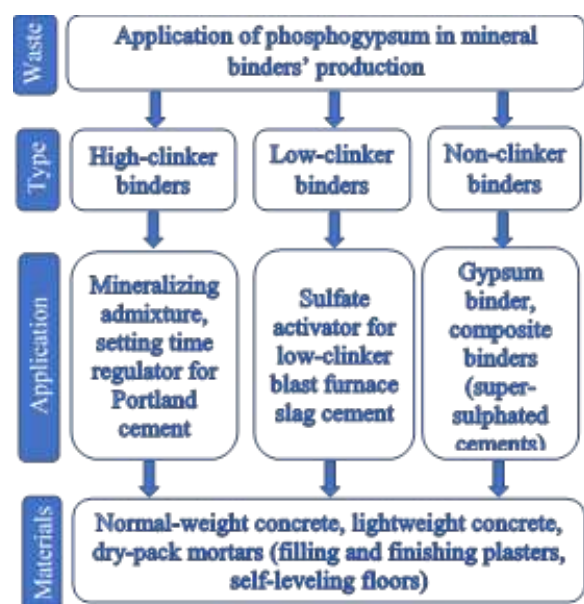 Waste
Application of phosphogypsum in mineral
binders’ production
Type
High-clinker
binders
Low-clinker
binders
Non-clinker
binders
Application
Mineralizing
admixture,
setting time
regulator for
Portland
cement
Sulfate
activator for
low-clinker
blast furnace
slag cement
Gypsum
binder,
composite
binders
(super-
sulphated
cements)
Materials
Normal-weight concrete, lightweight concrete,
dry-pack mortars (filling and finishing plasters,
self-leveling floors)